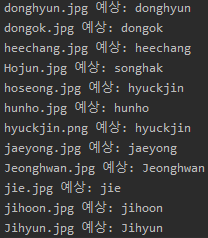 donghyun.jpg 예상: donghyun
dongok.jpg 예상: dongok
heechang.jpg 예상: heechang
Hojun.jpg 예상: songhak
hoseong.jpg 예상: hyuckjin
hunho.jpg 예상: hunho
hyuckjin.png 예상: hyuckjin
jaeyong.jpg 예상: jaeyong
Jeonghwan.jpg 예상: Jeonghwan
jie.jpg 예상: jie
jihoon.jpg 예상: jihoon
Jihyun.jpg 예상: Jihyun